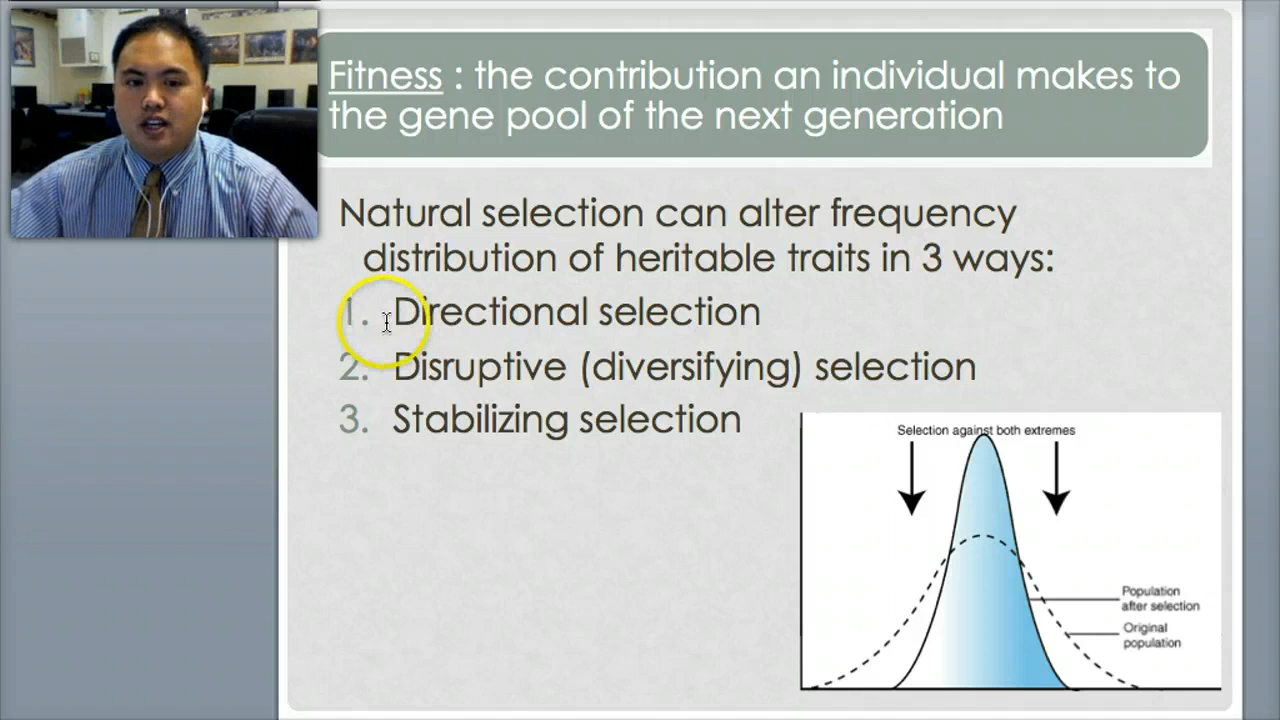 Fitness : the contribution an individual makes to
the gene pool of the next generation
Natural selection can alter frequency
distribution of heritable traits in 3 ways:
1. Directional selection
2. Disruptive (diversifying) selection
3. Stabilizing selection
Selection against both extremes
Population
after selection
Original
population